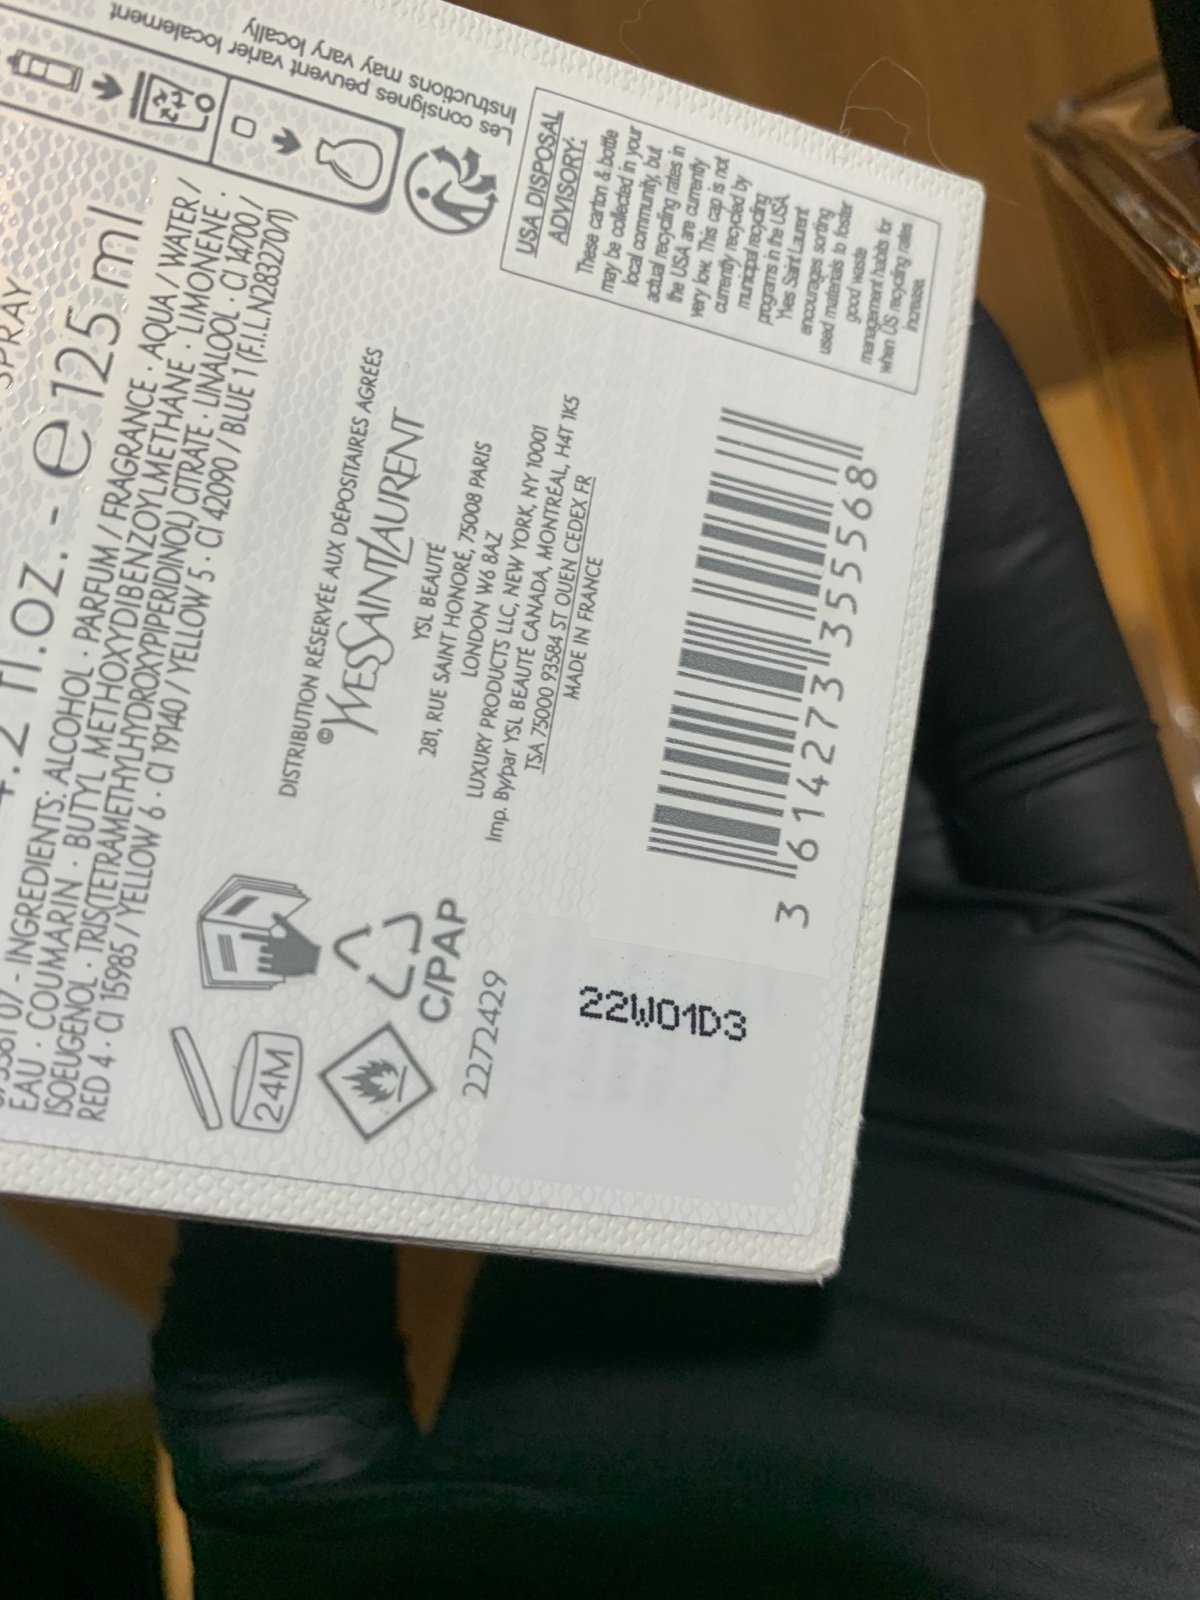 Les consignes peuvent varier localement
Instructions may vary locally
SPRAY
4.2 fl.oz. - e 125 ml
- INGREDIENTS: ALCOHOL · PARFUM / FRAGRANCE · AQUA / WATER /
EAU · COUMARIN · BUTYL METHOXYDIBENZOYLMETHANE · LIMONENE ·
ISOEUGENOL · TRIS(TETRAMETHYLHYDROXYPIPERIDINOL) CITRATE · LINALOOL · CI 14700 /
RED 4 · CI 15985 / YELLOW 6 · CI 19140 / YELLOW 5 · CI 42090 / BLUE 1 (F.I.L.N283270/1)
USA DISPOSAL
ADVISORY:
These carton & bottle
may be collected in your
local community, but
actual recycling rates in
the USA are currently
very low. This cap is not
currently recycled by
municipal recycling
programs in the USA
Yves Saint Laurent
encourages sorting
used materials to foster
good waste
management habits for
when US recycling rates
increase.
DISTRIBUTION RÉSERVÉE AUX DÉPOSITAIRES AGRÉÉS
© YVESSAINTLAURENT
YSL BEAUTÉ
281, RUE SAINT HONORÉ, 75008 PARIS
LONDON W6 8AZ
LUXURY PRODUCTS LLC, NEW YORK, NY 10001
Imp. By/par YSL BEAUTÉ CANADA, MONTRÉAL, H4T 1K5
TSA 75000 93584 ST OUEN CEDEX FR
MADE IN FRANCE
24M
C/PAP
2272429
3 614273 355568
22W01D3